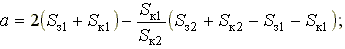 a = 2(Sз1 + Sк1) − Sк1/Sк2 (Sз2 + Sк2 − Sз1 − Sк1);